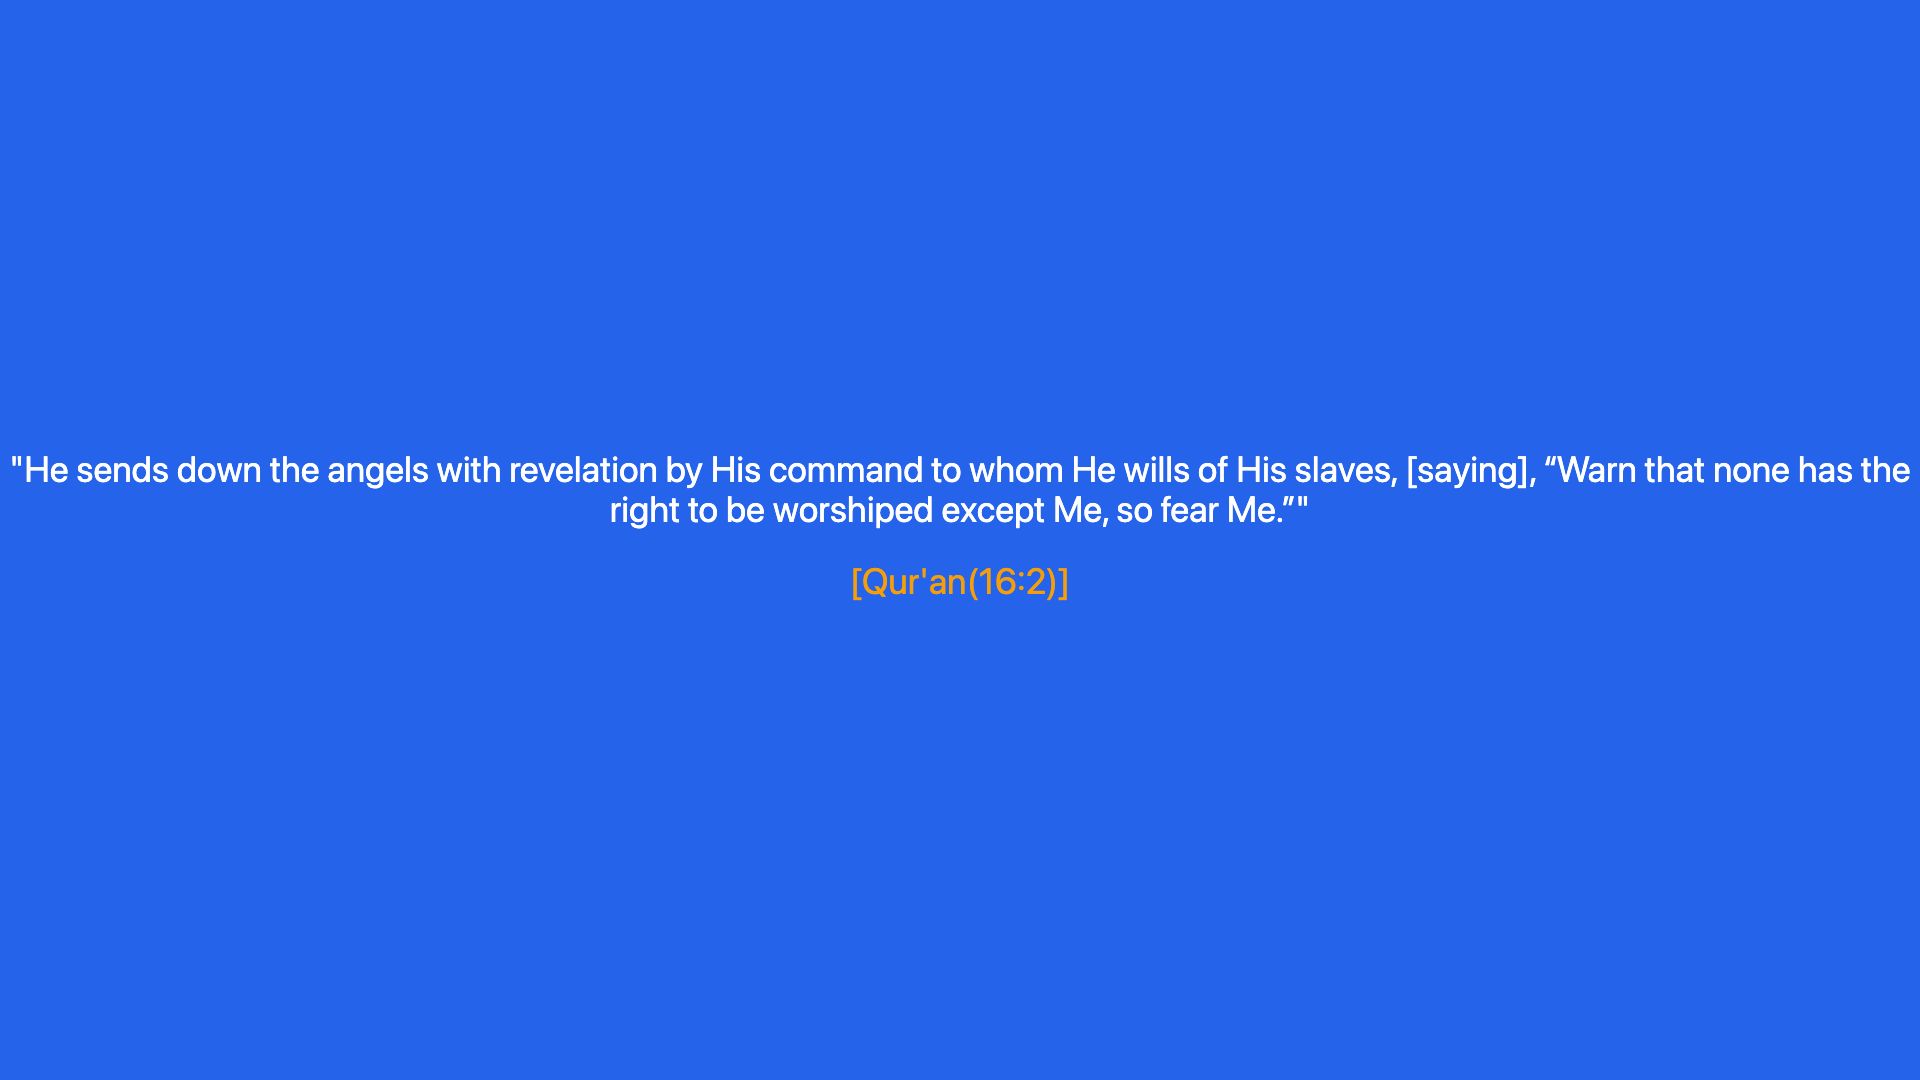 "He sends down the angels with revelation by His command to whom He wills of His slaves, [saying], “Warn that none has the
right to be worshiped except Me, so fear Me.”"
[Qur'an(16:2)]